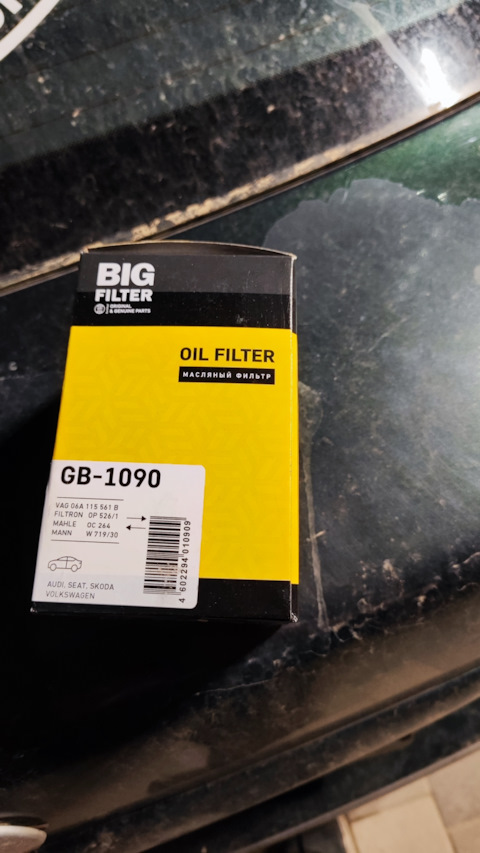 BIG
FILTER
ORIGINAL
& GENUINE PARTS
OIL FILTER
МАСЛЯНЫЙ ФИЛЬТР
GB-1090
VAG 06A 115 561 B
FILTRON OP 526/1
MAHLE OC 264
MANN W 719/30
AUDI, SEAT, SKODA
VOLKSWAGEN
4 602294 010909